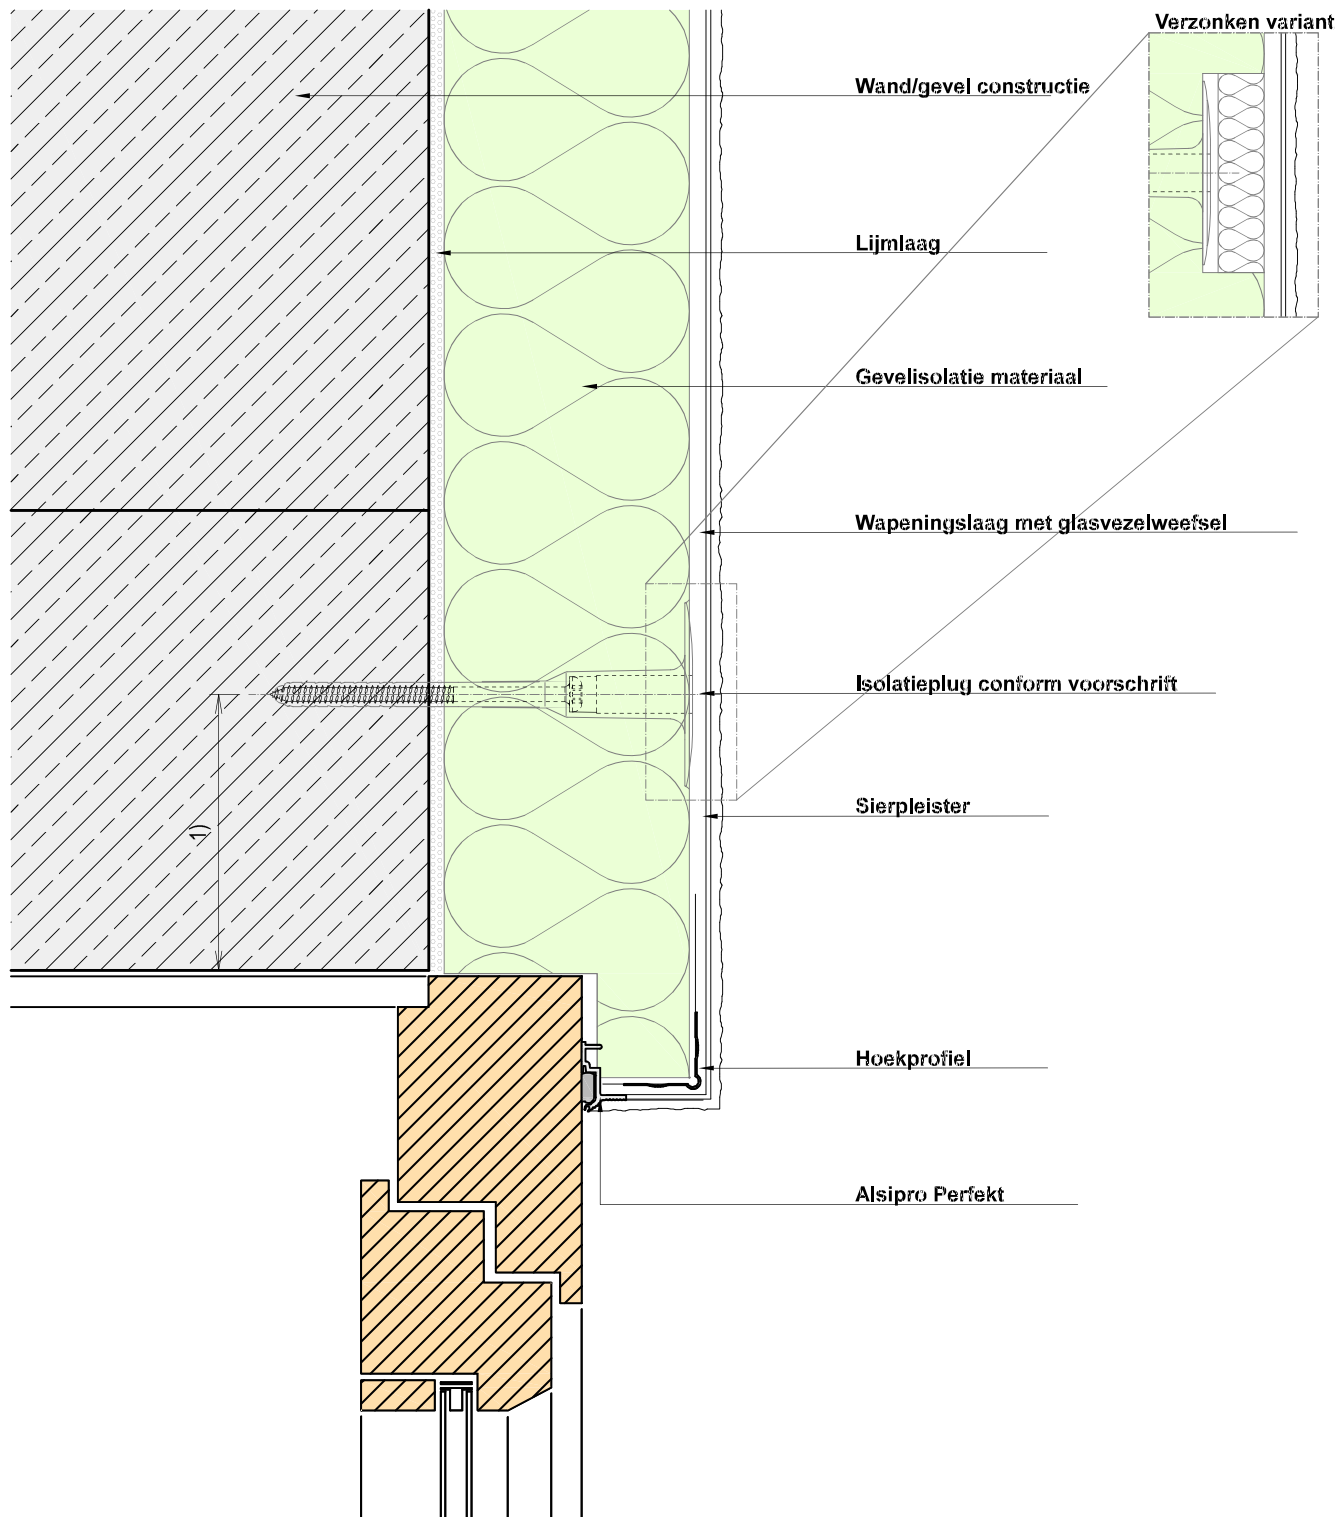 Verzonken variant
Wand/gevel constructie
Lijmlaag
Gevelisolatie materiaal
Wapeningslaag met glasvezelweefsel
Isolatieplug conform voorschrift
Sierpleister
1)
Hoekprofiel
Alsipro Perfekt